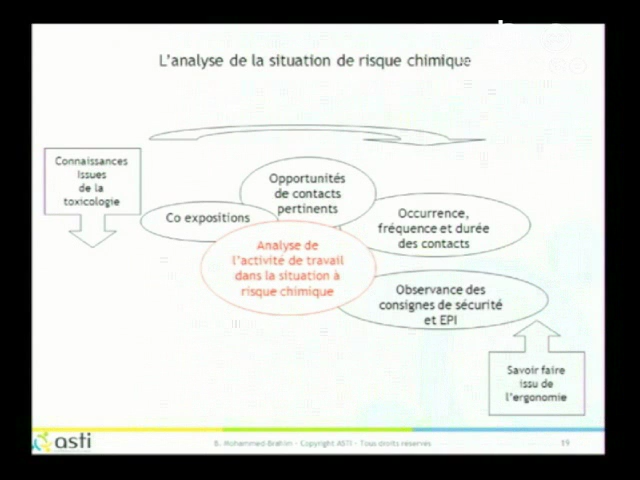 L'analyse de la situation de risque chimique
Connaissances
issues
de la
toxicologie
Opportunités
de contacts
pertinents
Co expositions
Occurrence,
fréquence et durée
des contacts
Analyse de
l'activité de travail
dans la situation à
risque chimique
Observance des
consignes de sécurité
et EPI
Savoir faire
issu de
l'ergonomie
asti
B. Mohammed-Brahim - Copyright ASTI - Tous droits réservés
19